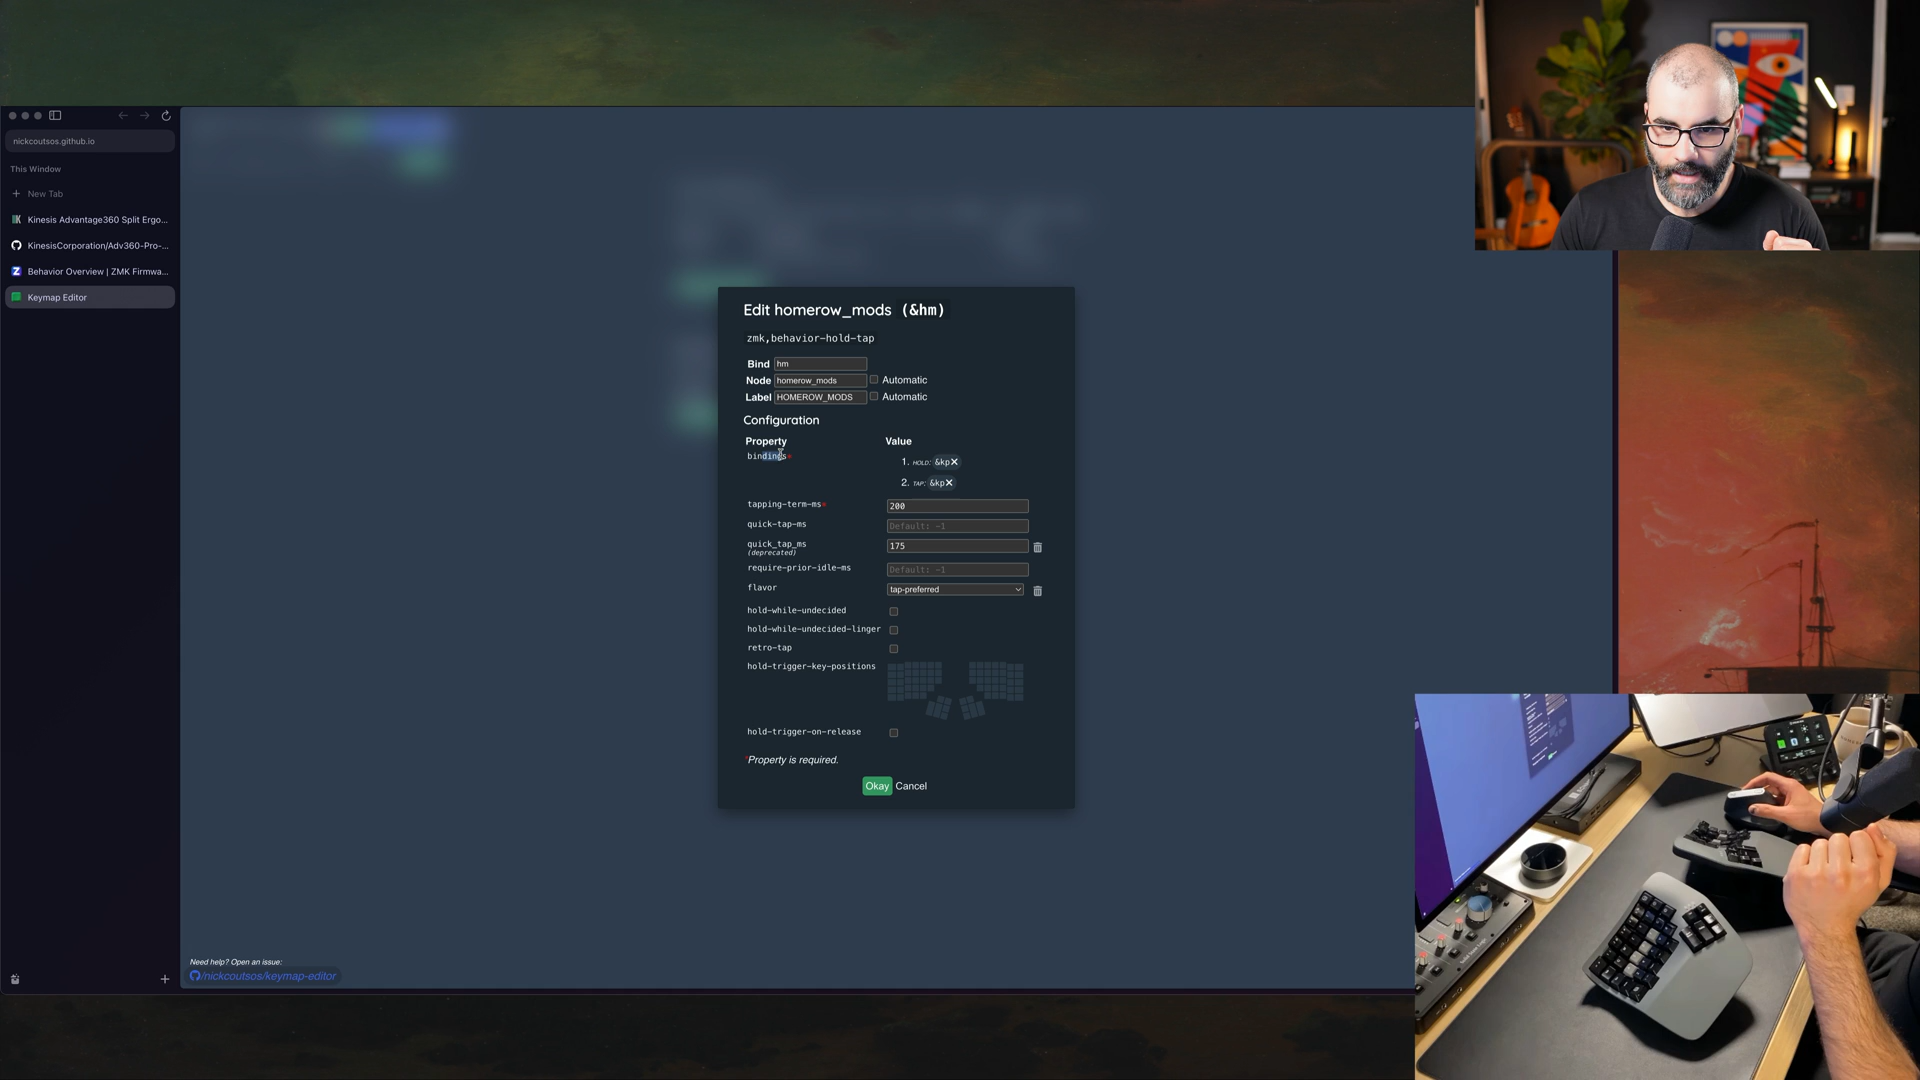 nickcoutsos.github.io
This Window
New Tab
Kinesis Advantage360 Split Ergo...
KinesisCorporation/Adv360-Pro-...
Behavior Overview | ZMK Firmwa...
Keymap Editor
Edit homerow_mods (&hm)
zmk,behavior-hold-tap
Bind hm
Node homerow_mods Automatic
Label HOMEROW_MODS Automatic
Configuration
Property Value
bindings*
1. HOLD: &kp
2. TAP: &kp
tapping-term-ms* 200
quick-tap-ms Default: -1
quick_tap_ms 175
(deprecated)
require-prior-idle-ms Default: -1
flavor tap-preferred
hold-while-undecided
hold-while-undecided-linger
retro-tap
hold-trigger-key-positions
hold-trigger-on-release
*Property is required.
Okay Cancel
Need help? Open an issue:
/nickcoutsos/keymap-editor